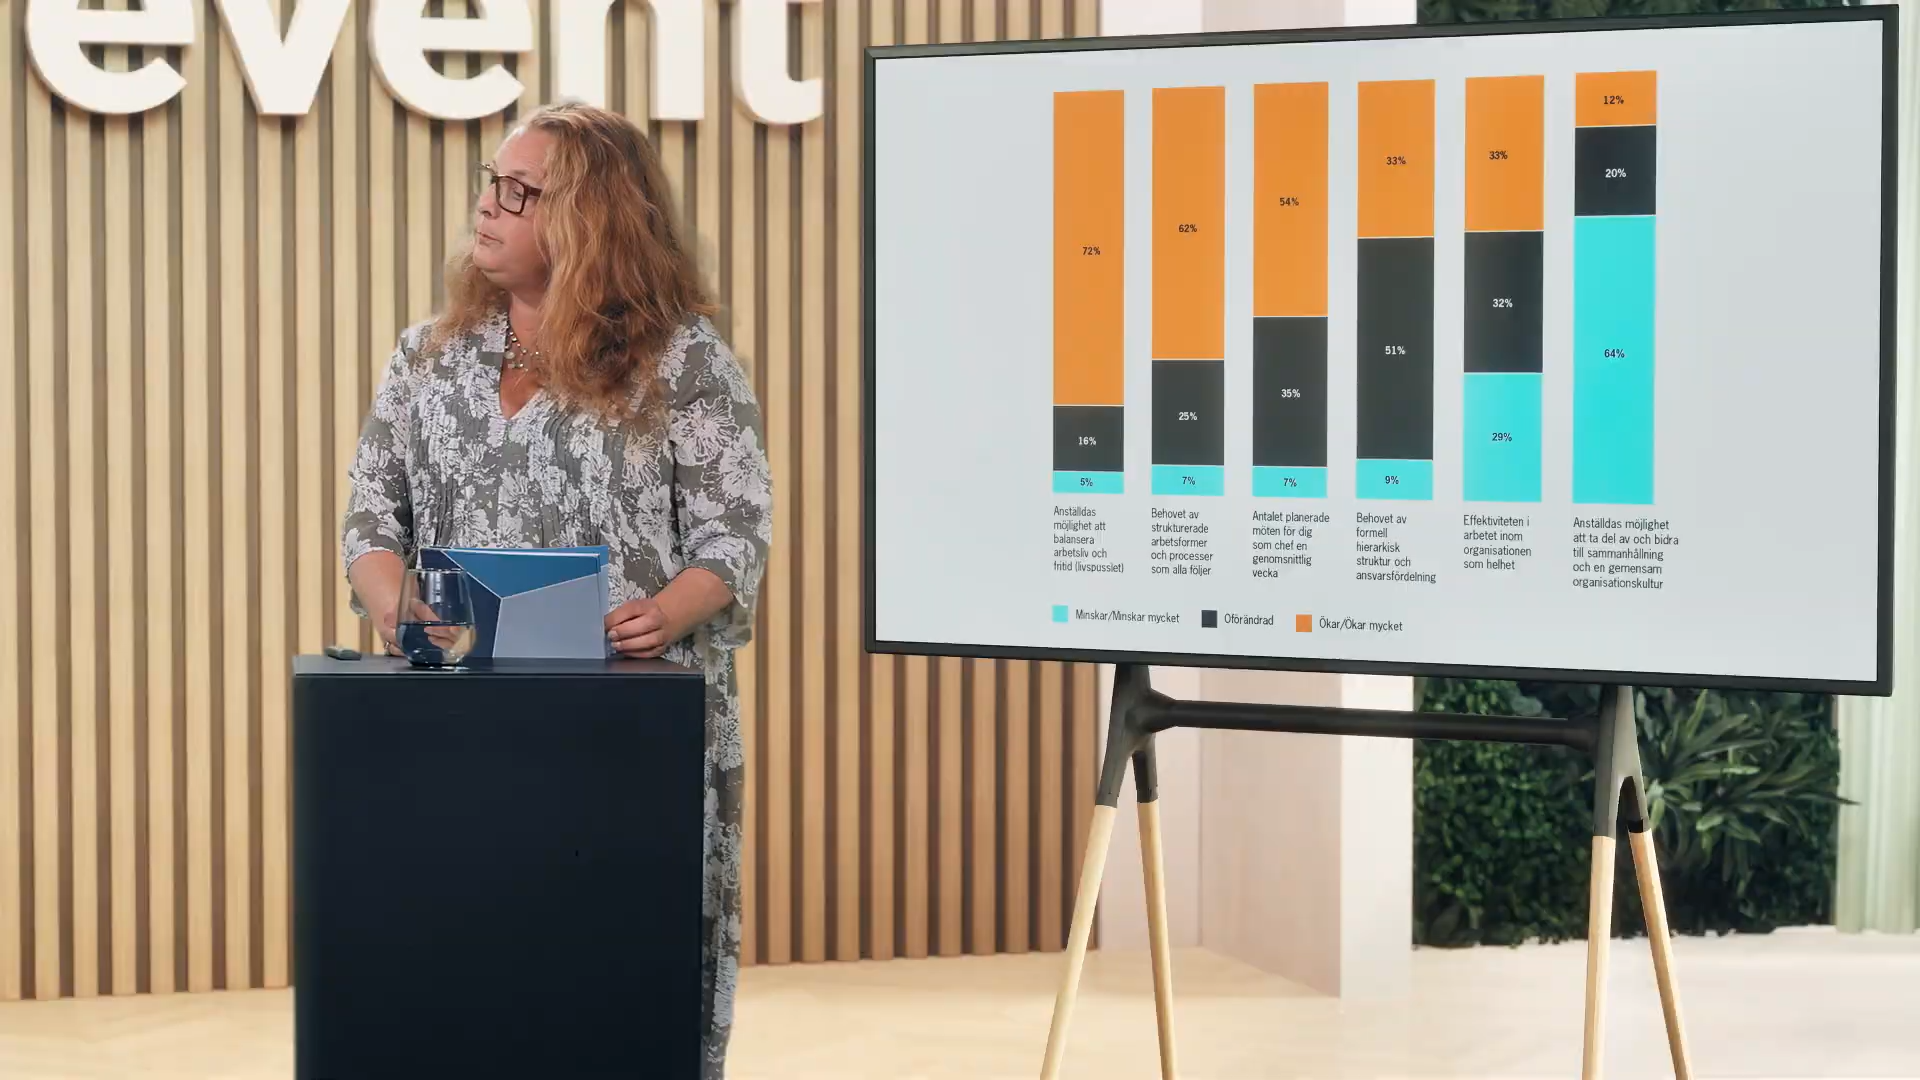 event
72%
16%
5%
62%
25%
7%
54%
35%
7%
33%
51%
9%
33%
32%
29%
12%
20%
64%
Anställdas
möjlighet att
balansera
arbetsliv och
fritid (livspusslet)
Behovet av
strukturerade
arbetsformer
och processer
som alla följer
Antalet planerade
möten för dig
som chef en
genomsnittlig
vecka
Behovet av
formell
hierarkisk
struktur och
ansvarsfördelning
Effektiviteten i
arbetet inom
organisationen
som helhet
Anställdas möjlighet
att ta del av och bidra
till sammanhållning
och en gemensam
organisationskultur
Minskar/Minskar mycket
Oförändrad
Ökar/Ökar mycket